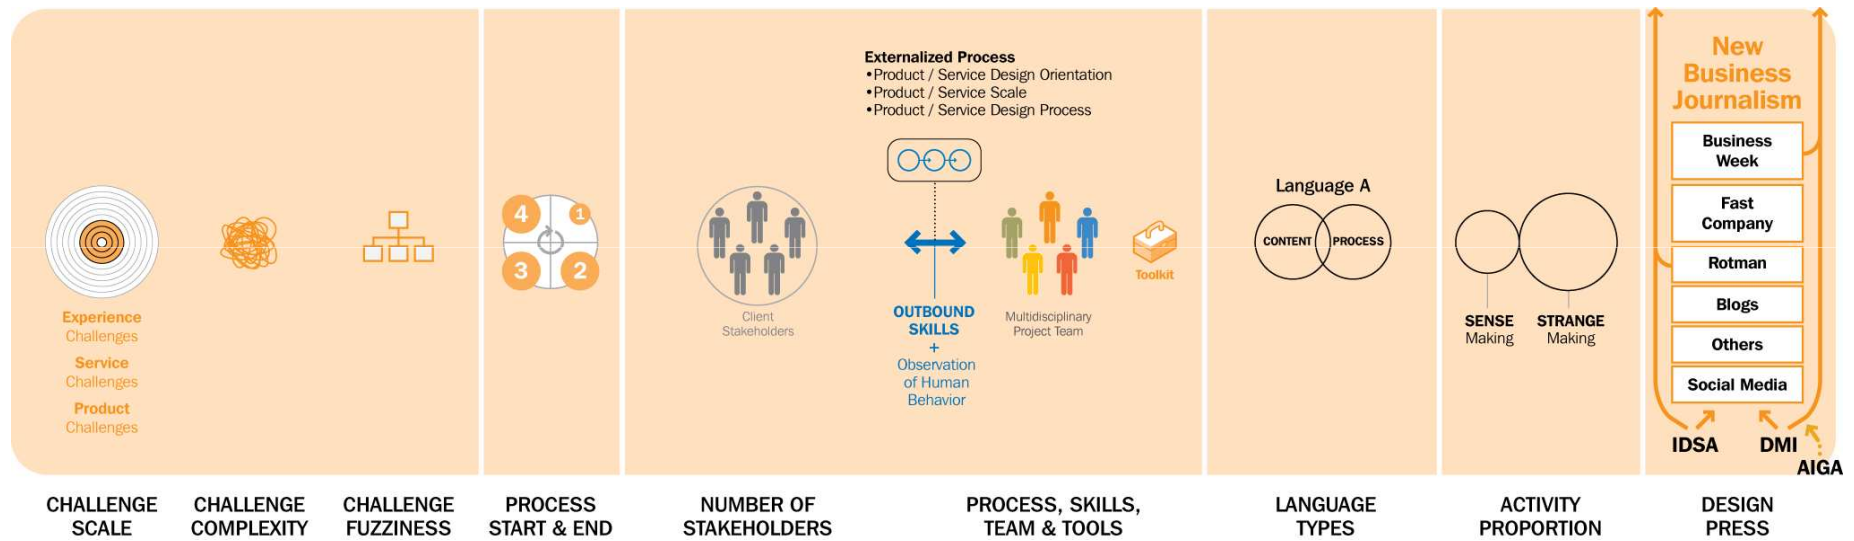 Externalized Process
•Product / Service Design Orientation
•Product / Service Scale
•Product / Service Design Process
Experience
Challenges
Service
Challenges
Product
Challenges
4
1
3
2
Client
Stakeholders
OUTBOUND
SKILLS
+
Observation
of Human
Behavior
Multidisciplinary
Project Team
Toolkit
Language A
CONTENT
PROCESS
SENSE
Making
STRANGE
Making
New
Business
Journalism
Business
Week
Fast
Company
Rotman
Blogs
Others
Social Media
IDSA
DMI
AIGA
CHALLENGE
SCALE
CHALLENGE
COMPLEXITY
CHALLENGE
FUZZINESS
PROCESS
START & END
NUMBER OF
STAKEHOLDERS
PROCESS, SKILLS,
TEAM & TOOLS
LANGUAGE
TYPES
ACTIVITY
PROPORTION
DESIGN
PRESS